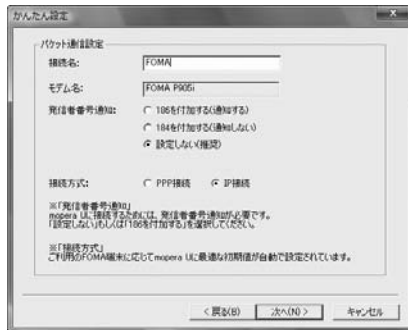 かんたん設定
パケット通信設定
接続名: FOMA
モデム名: FOMA P905i
発信者番号通知: 186を付加する(通知する)
184を付加する(通知しない)
設定しない(推奨)
接続方式: PPP接続 IP接続
※「発信者番号通知」
mopera Uに接続するためには、発信者番号通知が必要です。
「設定しない」もしくは「186を付加する」を選択してください。
※「接続方式」
ご利用のFOMA端末に応じてmopera Uに最適な初期値が自動で設定されています。
< 戻る(B) 次へ(N) > キャンセル